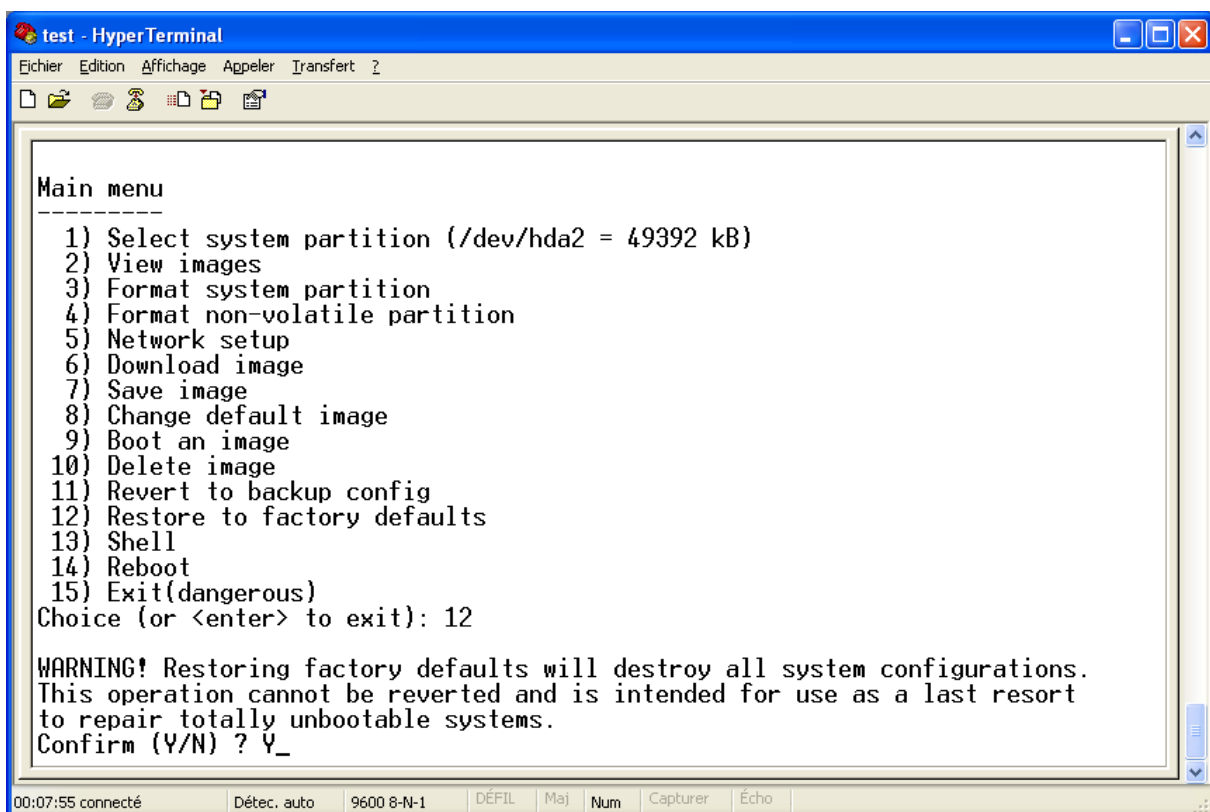 test - HyperTerminal
Fichier Edition Affichage Appeler Transfert ?
Main menu
---------
1) Select system partition (/dev/hda2 = 49392 kB)
2) View images
3) Format system partition
4) Format non-volatile partition
5) Network setup
6) Download image
7) Save image
8) Change default image
9) Boot an image
10) Delete image
11) Revert to backup config
12) Restore to factory defaults
13) Shell
14) Reboot
15) Exit(dangerous)
Choice (or <enter> to exit): 12
WARNING! Restoring factory defaults will destroy all system configurations.
This operation cannot be reverted and is intended for use as a last resort
to repair totally unbootable systems.
Confirm (Y/N) ? Y_
00:07:55 connecté Détec. auto 9600 8-N-1 DÉFIL Maj Num Capturer Écho